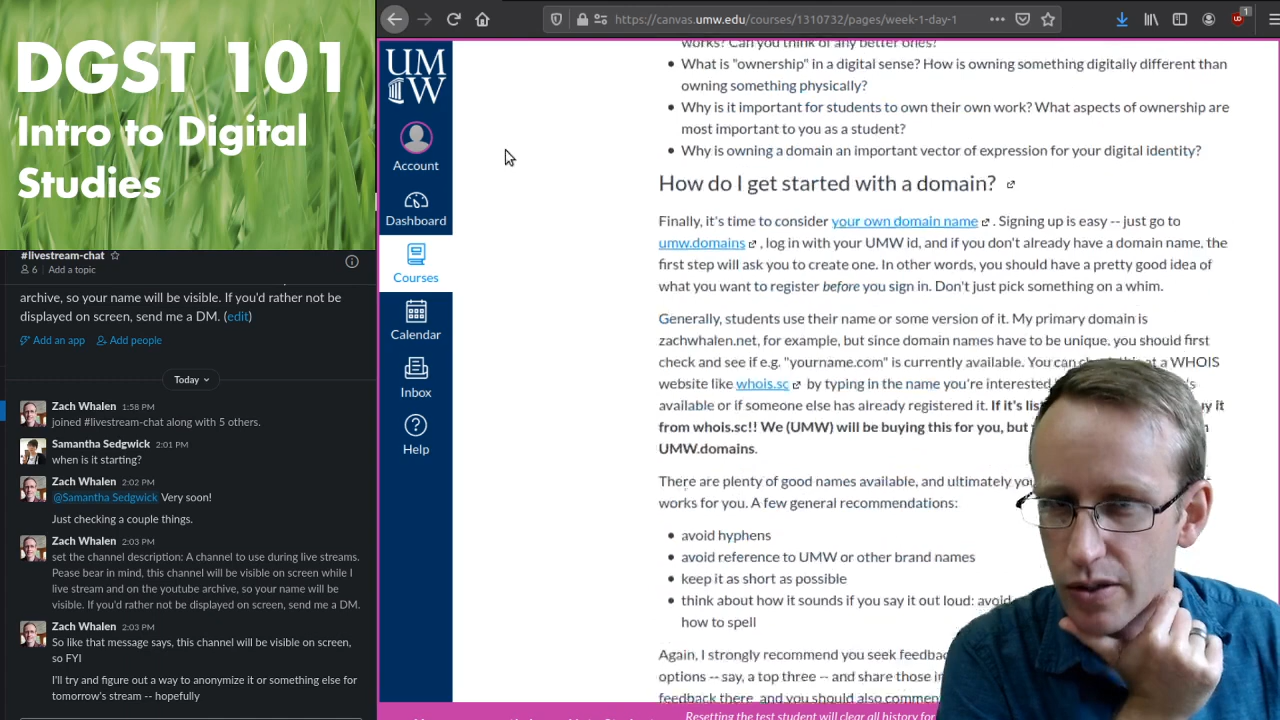 DGST 101
Intro to Digital
Studies
#livestream-chat
6 Add a topic
archive, so your name will be visible. If you'd rather not be
displayed on screen, send me a DM. (edit)
Add an app Add people
Today
Zach Whalen 1:58 PM
joined #livestream-chat along with 5 others.
Samantha Sedgwick 2:01 PM
when is it starting?
Zach Whalen 2:02 PM
@Samantha Sedgwick Very soon!
Just checking a couple things.
Zach Whalen 2:03 PM
set the channel description: A channel to use during live streams.
Pease bear in mind, this channel will be visible on screen while I
live stream and on the youtube archive, so your name will be
visible. If you'd rather not be displayed on screen, send me a DM.
Zach Whalen 2:03 PM
So like that message says, this channel will be visible on screen,
so FYI
I'll try and figure out a way to anonymize it or something else for
tomorrow's stream -- hopefully
https://canvas.umw.edu/courses/1310732/pages/week-1-day-1
1
UMW
Account
Dashboard
Courses
Calendar
Inbox
Help
works? Can you think of any better ones?
What is "ownership" in a digital sense? How is owning something digitally different than
owning something physically?
Why is it important for students to own their own work? What aspects of ownership are
most important to you as a student?
Why is owning a domain an important vector of expression for your digital identity?
How do I get started with a domain?
Finally, it's time to consider your own domain name . Signing up is easy -- just go to
umw.domains , log in with your UMW id, and if you don't already have a domain name, the
first step will ask you to create one. In other words, you should have a pretty good idea of
what you want to register before you sign in. Don't just pick something on a whim.
Generally, students use their name or some version of it. My primary domain is
zachwhalen.net, for example, but since domain names have to be unique, you should first
check and see if e.g. "yourname.com" is currently available. You can check this at a WHOIS
website like whois.sc by typing in the name you're interested
available or if someone else has already registered it. If it's buy it
from whois.sc!! We (UMW) will be buying this for you, but
UMW.domains.
There are plenty of good names available, and ultimately
works for you. A few general recommendations:
avoid hyphens
avoid reference to UMW or other brand names
keep it as short as possible
think about how it sounds if you say it out loud: avoid
how to spell
Again, I strongly recommend you seek feedback
options -- say, a top three -- and share those
feedback there, and you should also comment
Resetting the test student will clear all history for